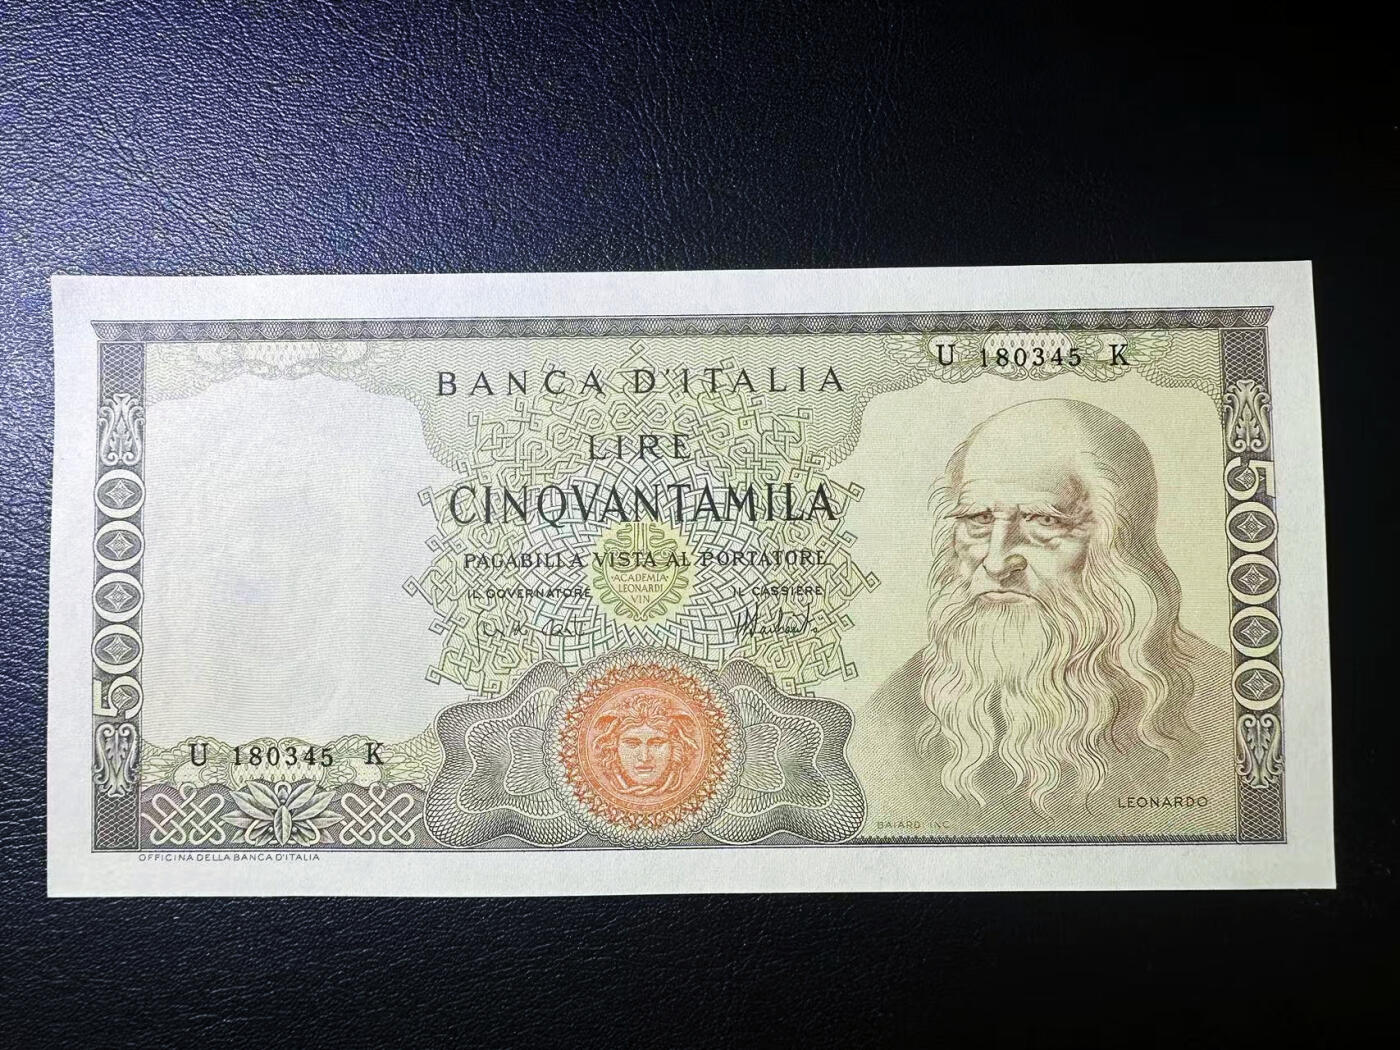 U 180345 K
BANCA D'ITALIA
LIRE
CINQVANTAMILA
PAGABILI A VISTA AL PORTATORE
IL GOVERNATORE IL CASSIERE
·ACADEMIA·
LEONARDI
VIN
50000
50000
U 180345 K
LEONARDO
BAIARDI INC.
OFFICINA DELLA BANCA D'ITALIA